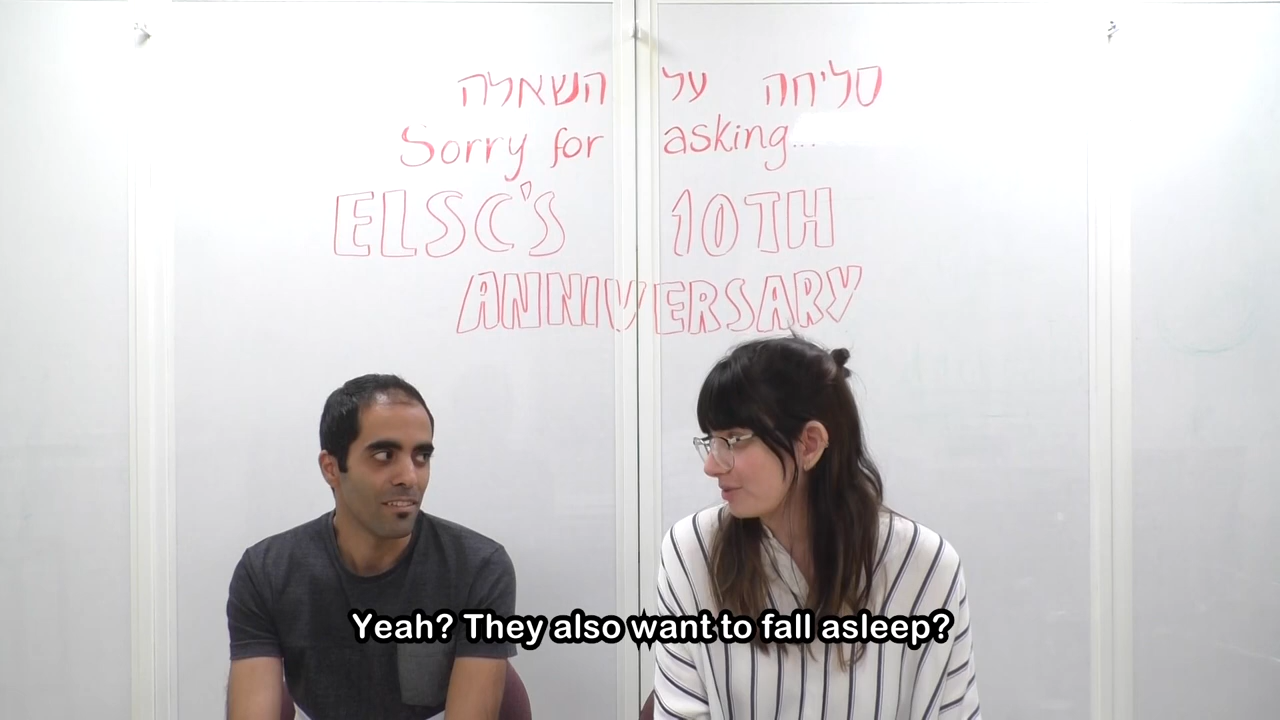 סליחה על השאלה
Sorry for asking...
ELSC'S 10TH
ANNIVERSARY
Yeah? They also want to fall asleep?